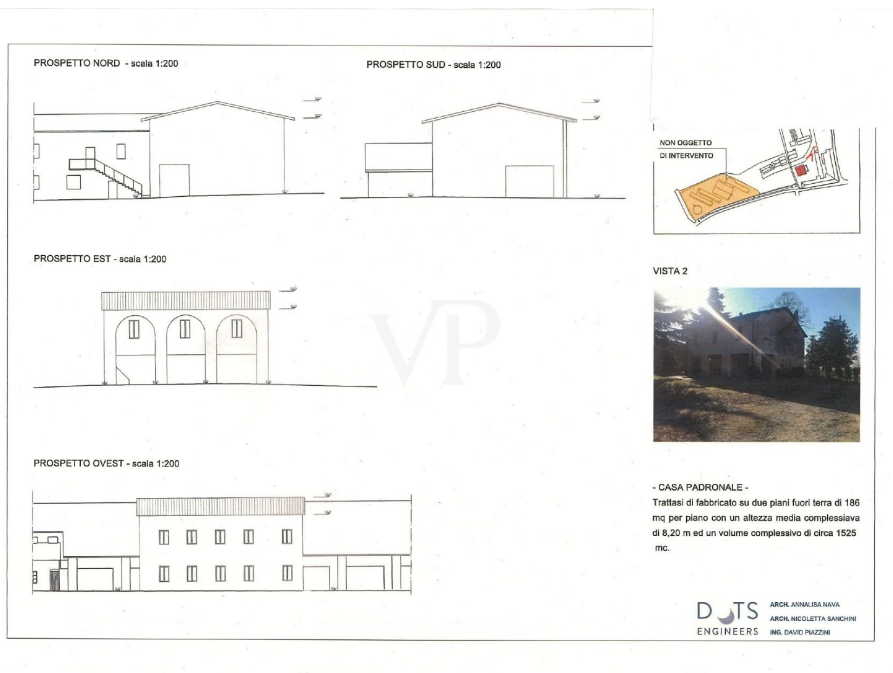 PROSPETTO NORD - scala 1:200
PROSPETTO SUD - scala 1:200
NON OGGETTO
DI INTERVENTO
PROSPETTO EST - scala 1:200
VISTA 2
VP
PROSPETTO OVEST - scala 1:200
- CASA PADRONALE -
Trattasi di fabbricato su due piani fuori terra di 186
mq per piano con un altezza media complessiava
di 8,20 m ed un volume complessivo di circa 1525
mc.
DOTS
ENGINEERS
ARCH. ANNALISA NAVA
ARCH. NICOLETTA SANCHINI
ING. DAVID PIAZZINI